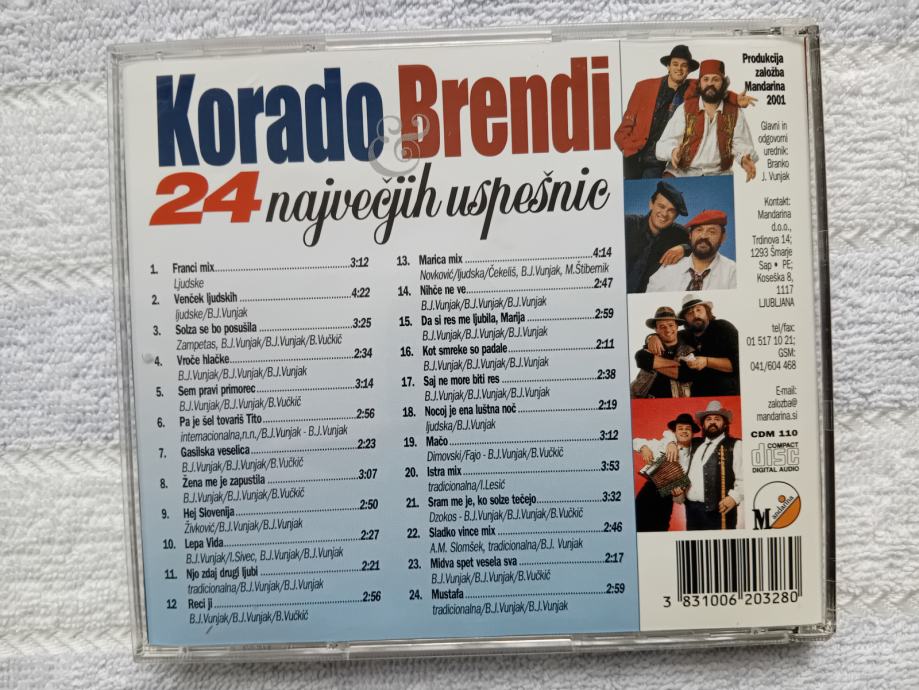 Korado & Brendi
24 največjih uspešnic
1. Franci mix 3:12
Ljudske
2. Venček ljudskih 4:22
ljudske/B.J.Vunjak
3. Solza se bo posušila 3:25
Zampetas, B.J.Vunjak/B.J.Vunjak/B.Vučkič
4. Vroče hlačke 2:34
B.J.Vunjak/B.J.Vunjak/B.J.Vunjak
5. Sem pravi primorec 3:14
B.J.Vunjak/B.J.Vunjak/B.Vučkič
6. Pa je šel tovariš Tito 2:56
internacionalna,n.n./B.J.Vunjak - B.J.Vunjak
7. Gasilska veselica 2:23
B.J.Vunjak/B.J.Vunjak/B.Vučkič
8. Žena me je zapustila 3:07
B.J.Vunjak/B.J.Vunjak/B.Vučkič
9. Hej Slovenija 2:50
Živkovič/B.J.Vunjak/B.J.Vunjak
10. Lepa Vida 2:27
B.J.Vunjak/I.Sivec, B.J.Vunjak/B.J.Vunjak
11. Njo zdaj drugi ljubi 2:21
tradicionalna/B.J.Vunjak/B.J.Vunjak
12 Reci ji 2:56
B.J.Vunjak/B.J.Vunjak/B.Vučkič
13. Marica mix 4:14
Novkovič/ljudska/Čekeliš, B.J.Vunjak, M.Štibernik
14. Nihče ne ve 2:47
B.J.Vunjak/B.J.Vunjak/B.J.Vunjak
15. Da si res me ljubila, Marija 2:59
B.J.Vunjak/B.J.Vunjak/B.J.Vunjak
16. Kot smreke so padale 2:11
B.J.Vunjak/B.J.Vunjak/B.J.Vunjak
17. Saj ne more biti res 2:38
B.J.Vunjak/B.J.Vunjak/B.J.Vunjak
18. Nocoj je ena luštna noč 2:19
ljudska/B.J.Vunjak
19. Mačo 3:12
Dimovski/Fajo - B.J.Vunjak/B.Vučkič
20. Istra mix 3:53
tradicionalna/I.Lesić
21. Sram me je, ko solze tečejo 3:32
Dzokos - B.J.Vunjak/B.J.Vunjak/B.Vučkič
22. Sladko vince mix 2:46
A.M. Slomšek, tradicionalna/B.J. Vunjak
23. Midva spet vesela sva 2:17
B.J.Vunjak/B.J.Vunjak/B.Vučkič
24. Mustafa 2:59
tradicionalna/B.J.Vunjak/B.J.Vunjak
Produkcija
založba
Mandarina
2001
Glavni in
odgovorni
urednik:
Branko
J. Vunjak
Kontakt:
Mandarina
d.o.o.,
Trdinova 14;
1293 Šmarje
Sap • PE;
Koseška 8,
1117
LJUBLJANA
tel/fax:
01 517 10 21;
GSM:
041/604 468
E-mail:
zalozba@
mandarina.si
CDM 110
COMPACT
disc
DIGITAL AUDIO
Mandarina
3 831006 203280